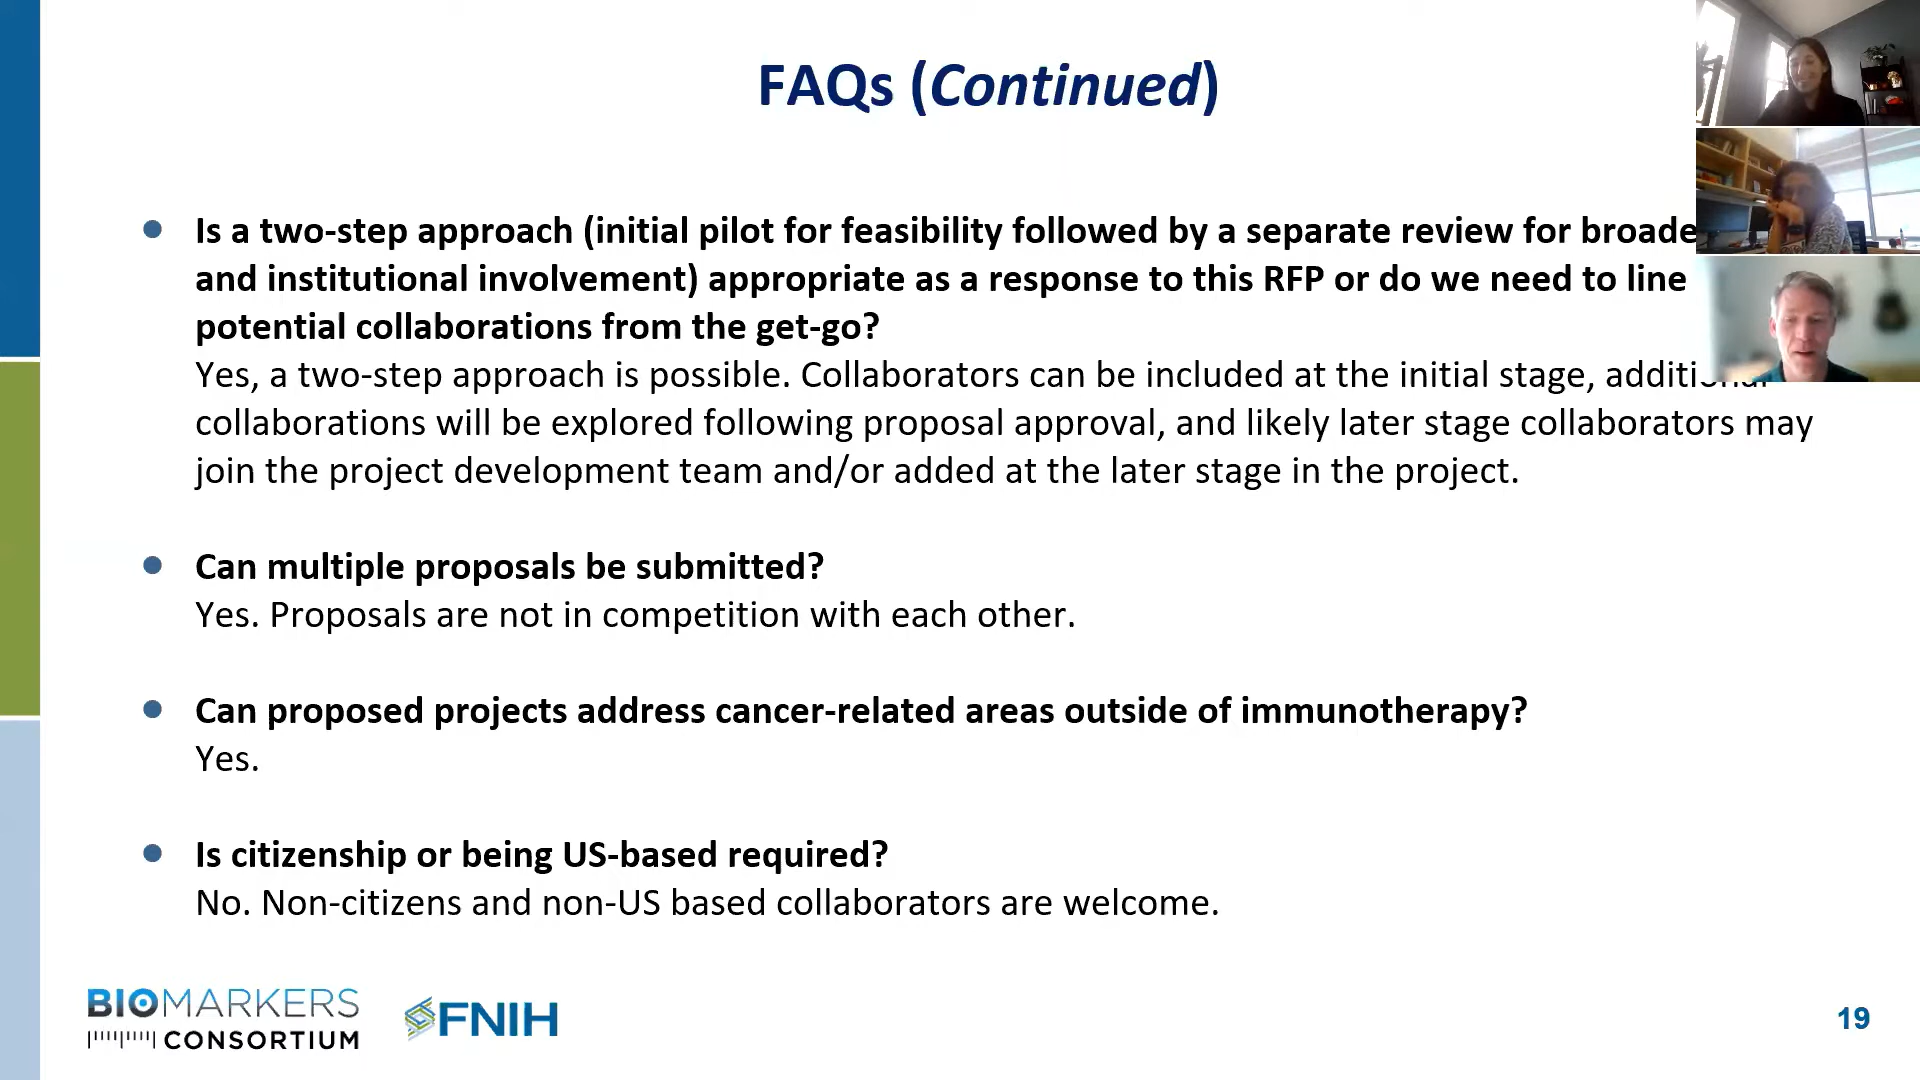 FAQs (Continued)
Is a two-step approach (initial pilot for feasibility followed by a separate review for
and institutional involvement) appropriate as a response to this RFP or do we need to line
potential collaborations from the get-go?
Yes, a two-step approach is possible. Collaborators can be included at the initial stage,
collaborations will be explored following proposal approval, and likely later stage collaborators may
join the project development team and/or added at the later stage in the project.
Can multiple proposals be submitted?
Yes. Proposals are not in competition with each other.
Can proposed projects address cancer-related areas outside of immunotherapy?
Yes.
Is citizenship or being US-based required?
No. Non-citizens and non-US based collaborators are welcome.
BIOMARKERS
CONSORTIUM
FNIH
19